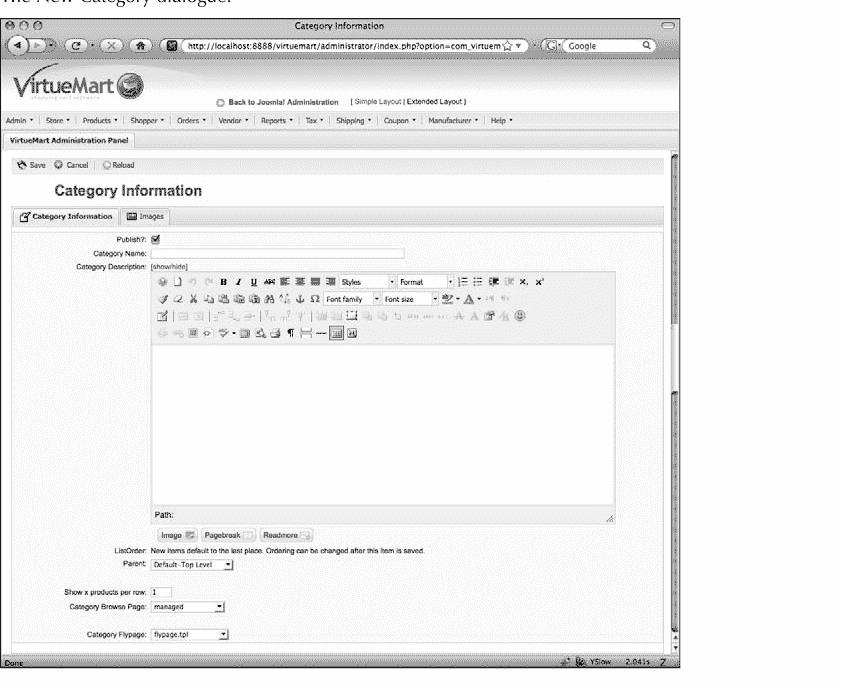 The New Category dialogue.
Category Information
http://localhost:8888/virtuemart/administrator/index.php?option=com_virtuem
Google
VirtueMart
Back to Joomla! Administration [ Simple Layout | Extended Layout ]
Admin Store Products Shopper Orders Vendor Reports Tax Shipping Coupon Manufacturer Help
VirtueMart Administration Panel
Save Cancel Reload
Category Information
Category Information Images
Publish?:
Category Name:
Category Description: [show/hide]
B I U ABC Styles Format
Font family Font size
Path:
Image Pagebreak Readmore
ListOrder: New items default to the last place. Ordering can be changed after this item is saved.
Parent: Default-Top Level
Show x products per row: 1
Category Browse Page: managed
Category Flypage: flypage.tpl
Done YSlow 2.041s